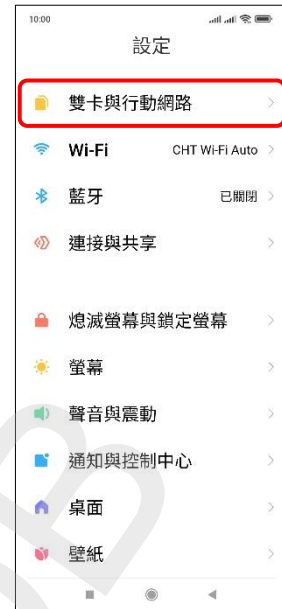 10:00
設定
雙卡與行動網路
Wi-Fi CHT Wi-Fi Auto
藍牙 已關閉
連接與共享
熄滅螢幕與鎖定螢幕
螢幕
聲音與震動
通知與控制中心
桌面
壁紙